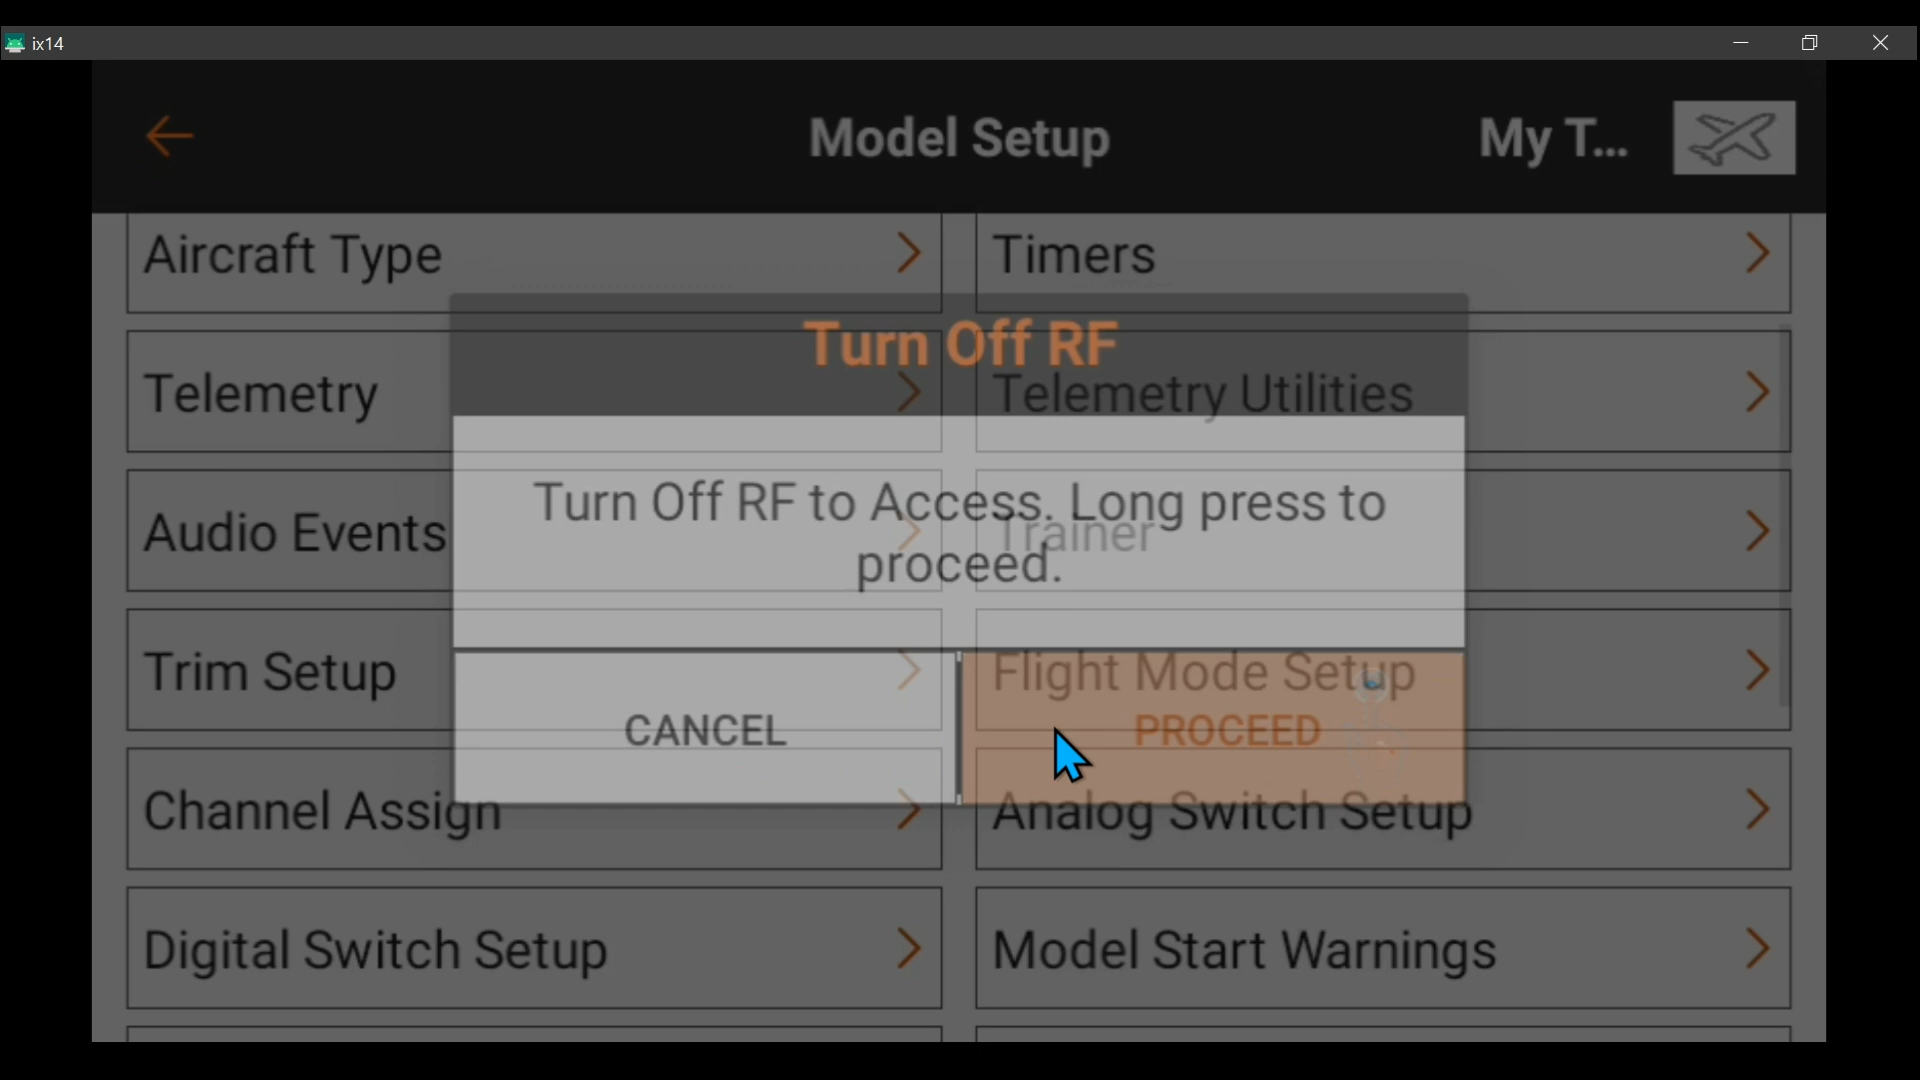 ix14
Model Setup
My T...
Aircraft Type
Timers
Turn Off RF
Telemetry
Telemetry Utilities
Turn Off RF to Access. Long press to
proceed.
Audio Events
Trainer
Trim Setup
Flight Mode Setup
CANCEL
PROCEED
Channel Assign
Analog Switch Setup
Digital Switch Setup
Model Start Warnings